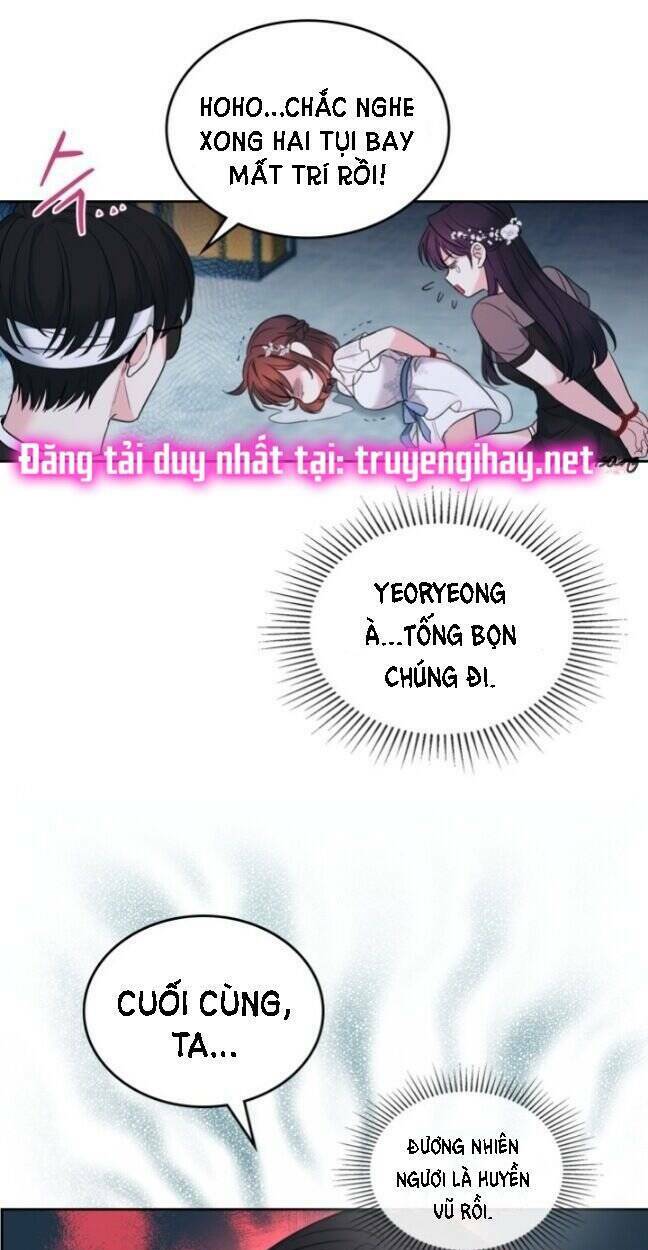 HOHO...CHẮC NGHE
XONG HAI TỤI BAY
MẤT TRÍ RỒI!
Đăng tải duy nhất tại: truyengihay.net
YEORYEONG
À...TỐNG BỌN
CHÚNG ĐI.
CUỐI CÙNG,
TA...
ĐƯƠNG NHIÊN
NGƯƠI LÀ HUYỀN
VŨ RỒI.